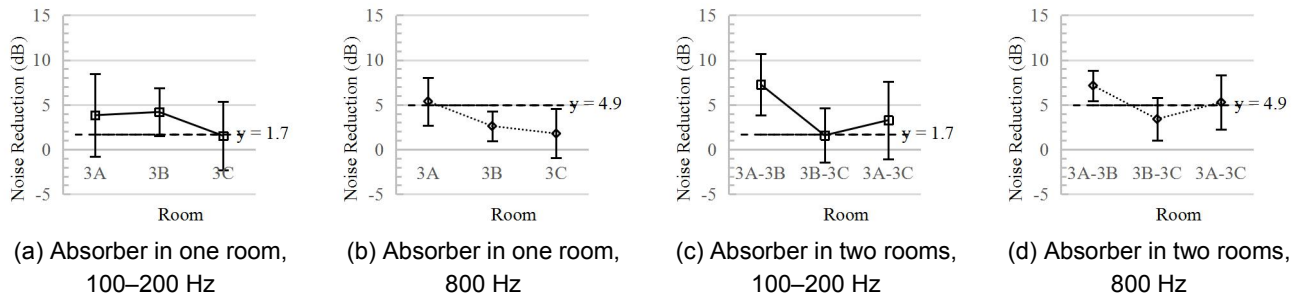 15
10
5
0
-5
Noise Reduction (dB)
3A 3B 3C
y = 1.7
Room
(a) Absorber in one room,
100–200 Hz
15
10
5
0
-5
Noise Reduction (dB)
3A 3B 3C
y = 4.9
Room
(b) Absorber in one room,
800 Hz
15
10
5
0
-5
Noise Reduction (dB)
3A-3B 3B-3C 3A-3C
y = 1.7
Room
(c) Absorber in two rooms,
100–200 Hz
15
10
5
0
-5
Noise Reduction (dB)
3A-3B 3B-3C 3A-3C
y = 4.9
Room
(d) Absorber in two rooms,
800 Hz